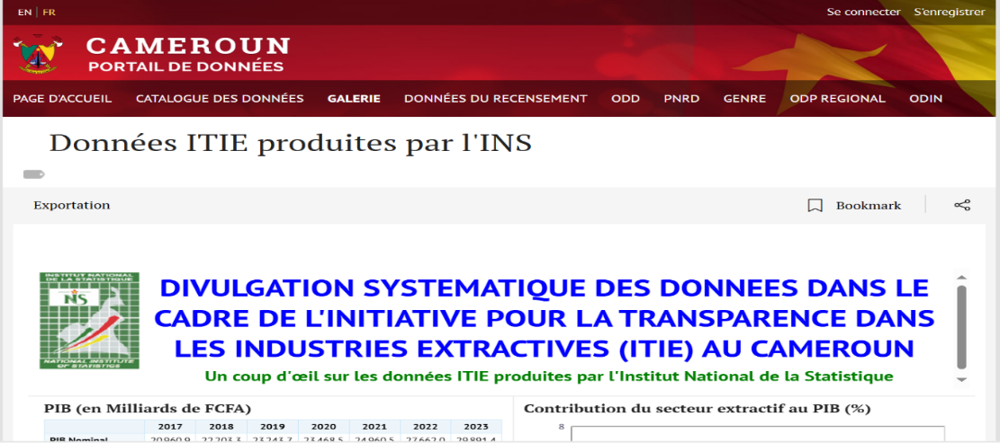 EN | FR
Se connecter S'enregistrer
CAMEROUN
PORTAIL DE DONNÉES
PAGE D'ACCUEIL CATALOGUE DES DONNÉES GALERIE DONNÉES DU RECENSEMENT ODD PNRD GENRE ODP REGIONAL ODIN
Données ITIE produites par l'INS
Exportation
Bookmark
INSTITUT NATIONAL
DE LA STATISTIQUE
NS
NATIONAL INSTITUTE
OF STATISTICS
DIVULGATION SYSTEMATIQUE DES DONNEES DANS LE
CADRE DE L'INITIATIVE POUR LA TRANSPARENCE DANS
LES INDUSTRIES EXTRACTIVES (ITIE) AU CAMEROUN
Un coup d'œil sur les données ITIE produites par l'Institut National de la Statistique
PIB (en Milliards de FCFA)
2017 2018 2019 2020 2021 2022 2023
PIB Nominal 20 960,9 22 203,3 23 243,7 23 468,5 24 960,5 27 662,0 29 891,4
Contribution du secteur extractif au PIB (%)
8